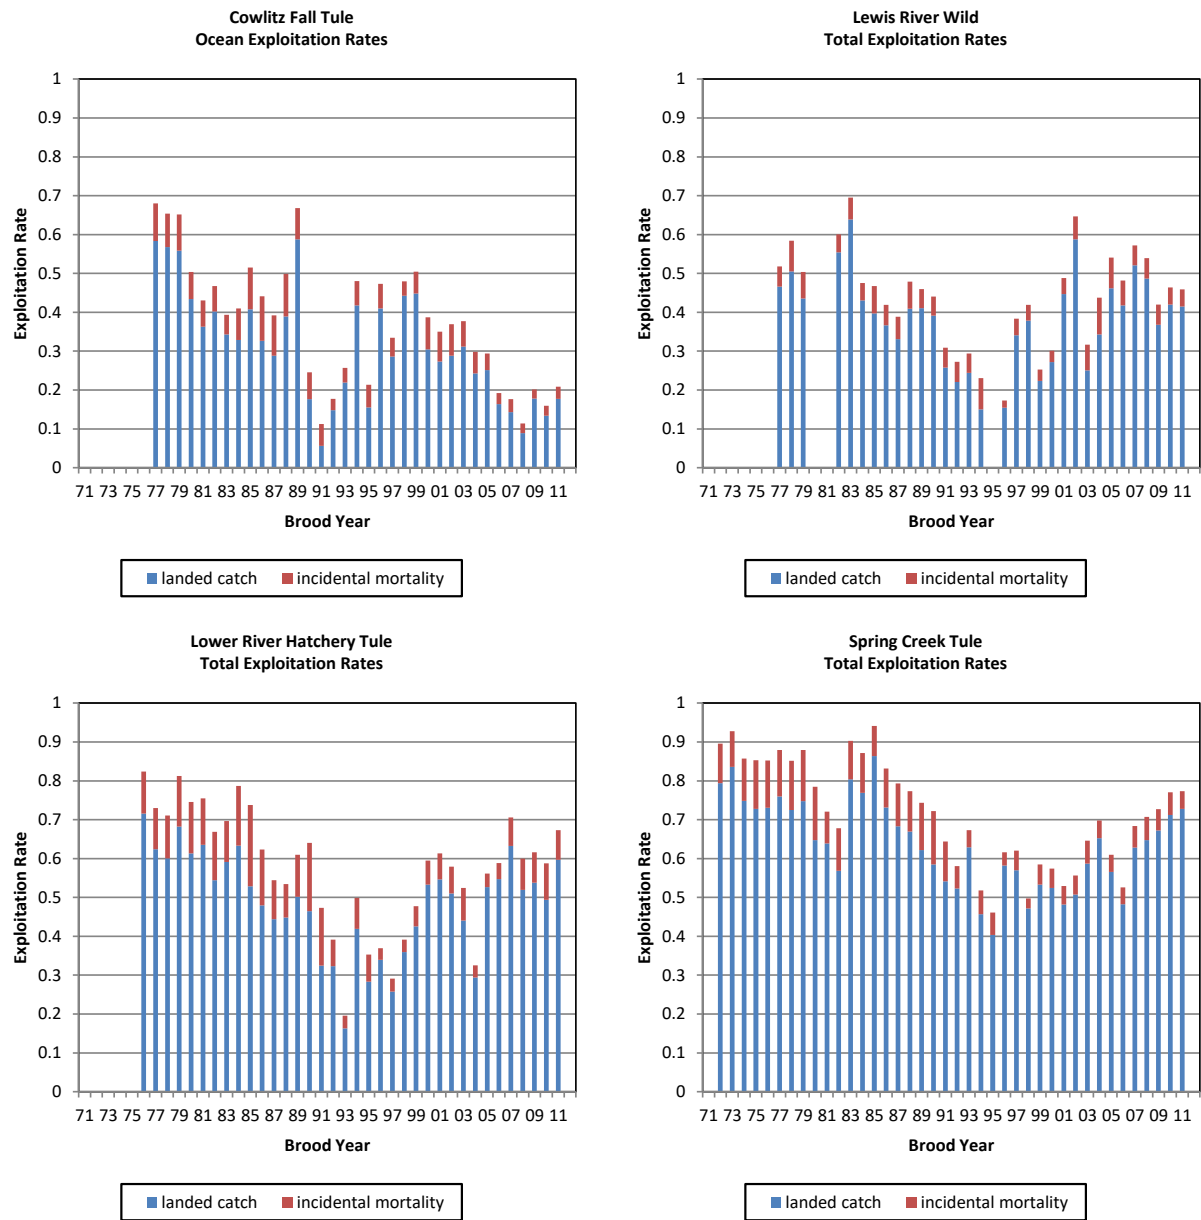 Cowlitz Fall Tule
Ocean Exploitation Rates
1
0.9
0.8
0.7
0.6
0.5
0.4
0.3
0.2
0.1
0
Exploitation Rate
71 73 75 77 79 81 83 85 87 89 91 93 95 97 99 01 03 05 07 09 11
Brood Year
landed catch incidental mortality
Lewis River Wild
Total Exploitation Rates
1
0.9
0.8
0.7
0.6
0.5
0.4
0.3
0.2
0.1
0
Exploitation Rate
71 73 75 77 79 81 83 85 87 89 91 93 95 97 99 01 03 05 07 09 11
Brood Year
landed catch incidental mortality
Lower River Hatchery Tule
Total Exploitation Rates
1
0.9
0.8
0.7
0.6
0.5
0.4
0.3
0.2
0.1
0
Exploitation Rate
71 73 75 77 79 81 83 85 87 89 91 93 95 97 99 01 03 05 07 09 11
Brood Year
landed catch incidental mortality
Spring Creek Tule
Total Exploitation Rates
1
0.9
0.8
0.7
0.6
0.5
0.4
0.3
0.2
0.1
0
Exploitation Rate
71 73 75 77 79 81 83 85 87 89 91 93 95 97 99 01 03 05 07 09 11
Brood Year
landed catch incidental mortality